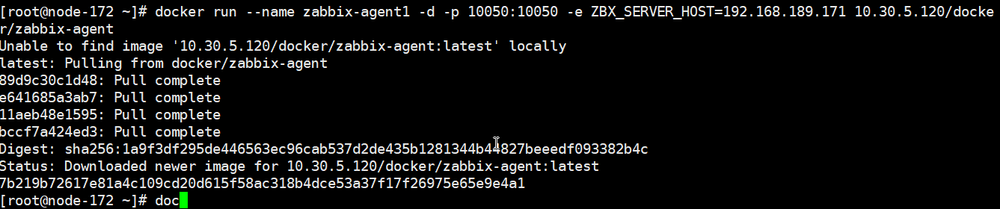 [root@node-172 ~]# docker run --name zabbix-agent1 -d -p 10050:10050 -e ZBX_SERVER_HOST=192.168.189.171 10.30.5.120/docke
r/zabbix-agent
Unable to find image '10.30.5.120/docker/zabbix-agent:latest' locally
latest: Pulling from docker/zabbix-agent
89d9c30c1d48: Pull complete
e641685a3ab7: Pull complete
11aeb48e1595: Pull complete
bccf7a424ed3: Pull complete
Digest: sha256:1a9f3df295de446563ec96cab537d2de435b1281344b44827beeedf093382b4c
Status: Downloaded newer image for 10.30.5.120/docker/zabbix-agent:latest
7b219b72617e81a4c109cd20d615f58ac318b4dce53a37f17f26975e65e9e4a1
[root@node-172 ~]# doc